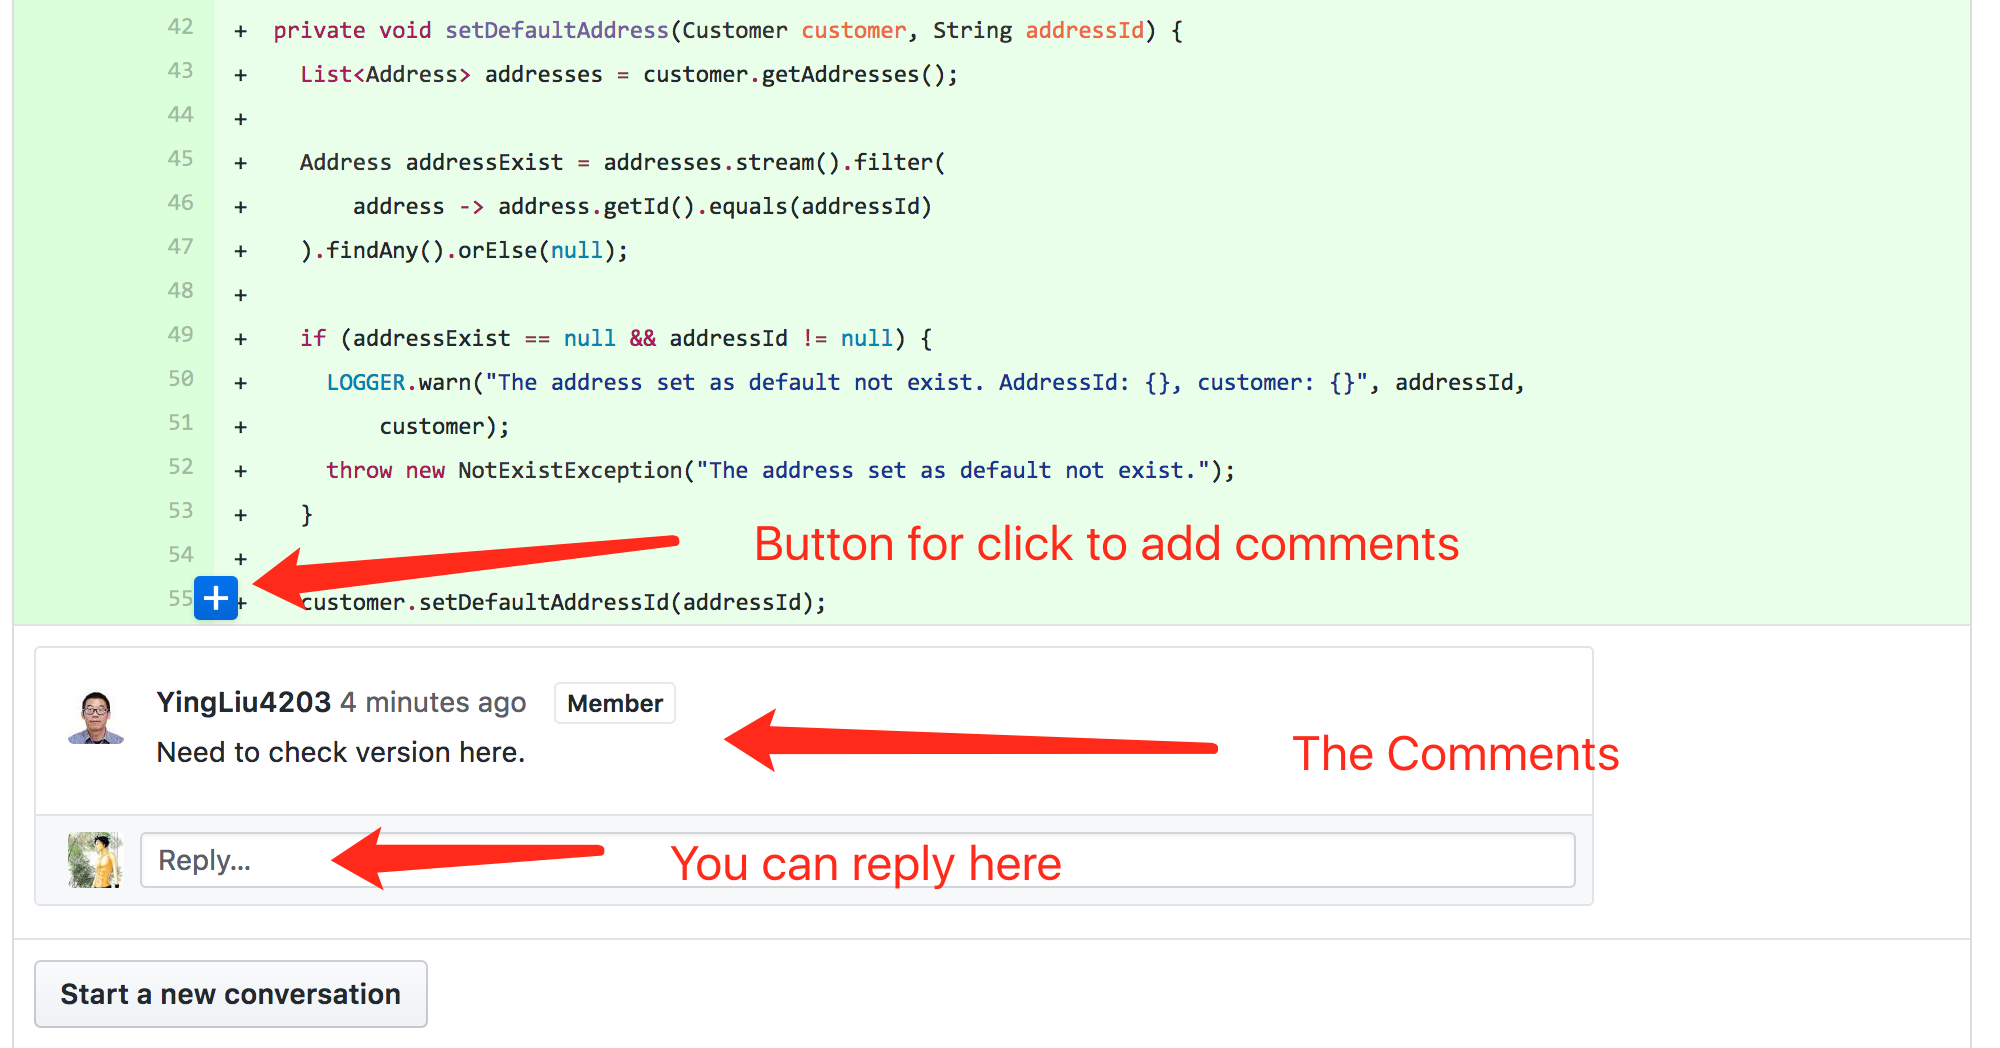 42 + private void setDefaultAddress(Customer customer, String addressId) {
43 + List<Address> addresses = customer.getAddresses();
44 +
45 + Address addressExist = addresses.stream().filter(
46 + address -> address.getId().equals(addressId)
47 + ).findAny().orElse(null);
48 +
49 + if (addressExist == null && addressId != null) {
50 + LOGGER.warn("The address set as default not exist. AddressId: {}, customer: {}", addressId,
51 + customer);
52 + throw new NotExistException("The address set as default not exist.");
53 + }
Button for click to add comments
54 +
55 + + customer.setDefaultAddressId(addressId);
YingLiu4203 4 minutes ago Member
Need to check version here.
The Comments
Reply...
You can reply here
Start a new conversation